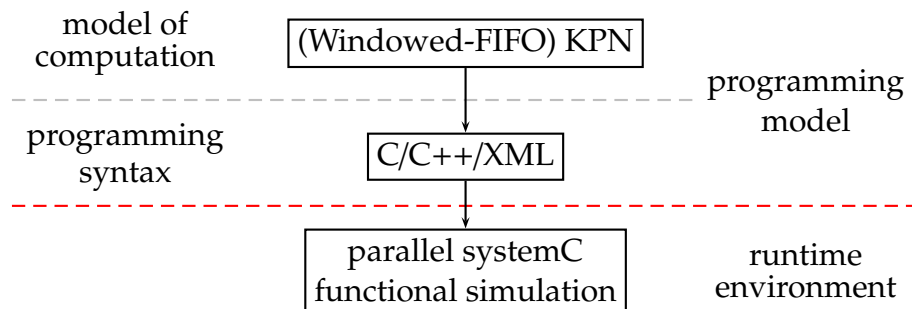 model of
computation
(Windowed-FIFO) KPN
programming
model
programming
syntax
C/C++/XML
parallel systemC
functional simulation
runtime
environment